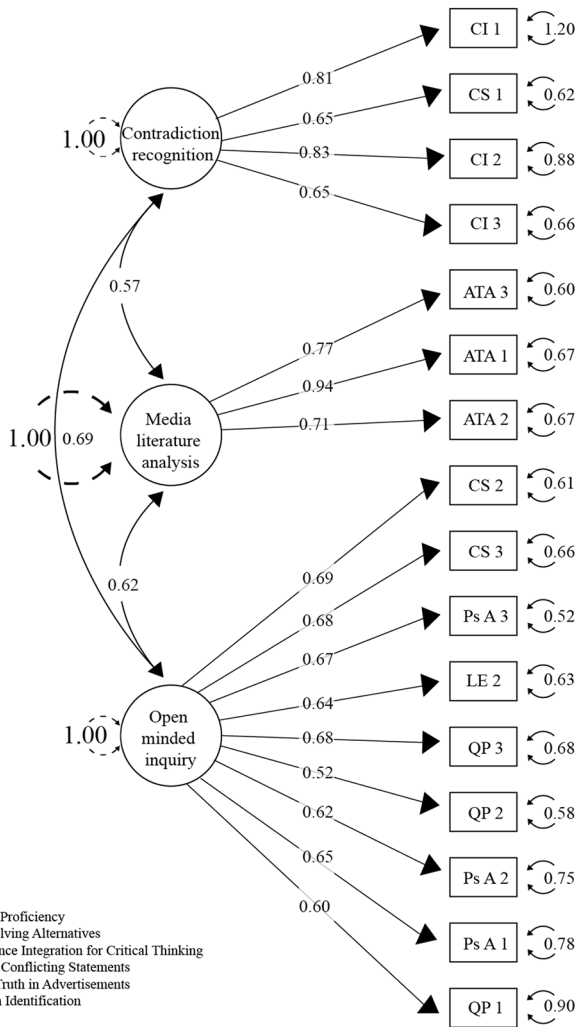 CI 1
1.20
0.81
CS 1
0.62
0.65
Contradiction
recognition
1.00
0.83
CI 2
0.88
0.65
CI 3
0.66
0.57
ATA 3
0.60
0.77
ATA 1
0.67
0.94
Media
literature
analysis
0.71
ATA 2
0.67
1.00
0.69
CS 2
0.61
0.69
CS 3
0.66
0.62
0.68
Ps A 3
0.52
0.67
LE 2
0.63
0.64
Open
minded
inquiry
1.00
0.68
QP 3
0.68
0.52
QP 2
0.58
0.62
Ps A 2
0.75
0.65
Ps A 1
0.78
0.60
QP 1
0.90
Proficiency
lving Alternatives
nce Integration for Critical Thinking
Conflicting Statements
Truth in Advertisements
Identification